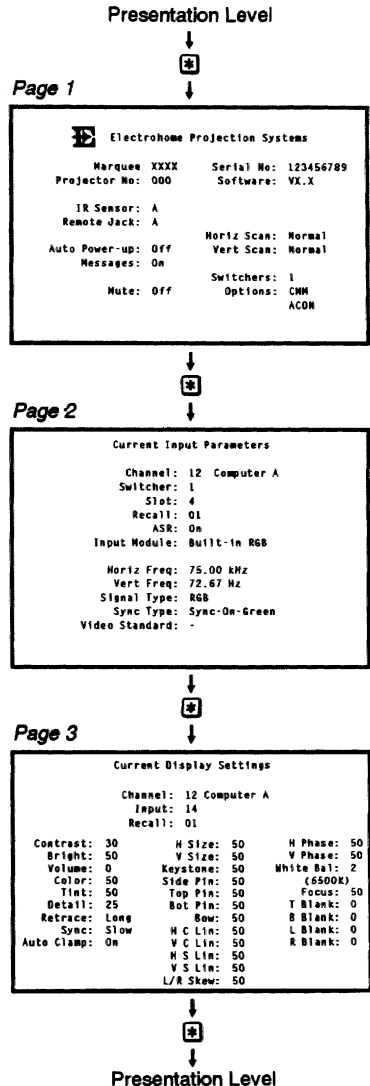 Presentation Level
*
Page 1
Electrohome Projection Systems
Marquee XXXX Serial No: 123456789
Projector No: 000 Software: VX.X
IR Sensor: A
Remote Jack: A
Horiz Scan: Normal
Auto Power-up: Off Vert Scan: Normal
Messages: On
Switchers: 1
Mute: Off Options: CMM
ACON
*
Page 2
Current Input Parameters
Channel: 12 Computer A
Switcher: 1
Slot: 4
Recall: 01
ASR: On
Input Module: Built-in RGB
Horiz Freq: 75.00 kHz
Vert Freq: 72.67 Hz
Signal Type: RGB
Sync Type: Sync-On-Green
Video Standard: -
*
Page 3
Current Display Settings
Channel: 12 Computer A
Input: 14
Recall: 01
Contrast: 30 H Size: 50 H Phase: 50
Bright: 50 V Size: 50 V Phase: 50
Volume: 0 Keystone: 50 White Bal: 2
Color: 50 Side Pin: 50 (6500K)
Tint: 50 Top Pin: 50 Focus: 50
Detail: 25 Bot Pin: 50 T Blank: 0
Retrace: Long Bow: 50 B Blank: 0
Sync: Slow H C Lin: 50 L Blank: 0
Auto Clamp: On V C Lin: 50 R Blank: 0
H S Lin: 50
V S Lin: 50
L/R Skew: 50
*
Presentation Level